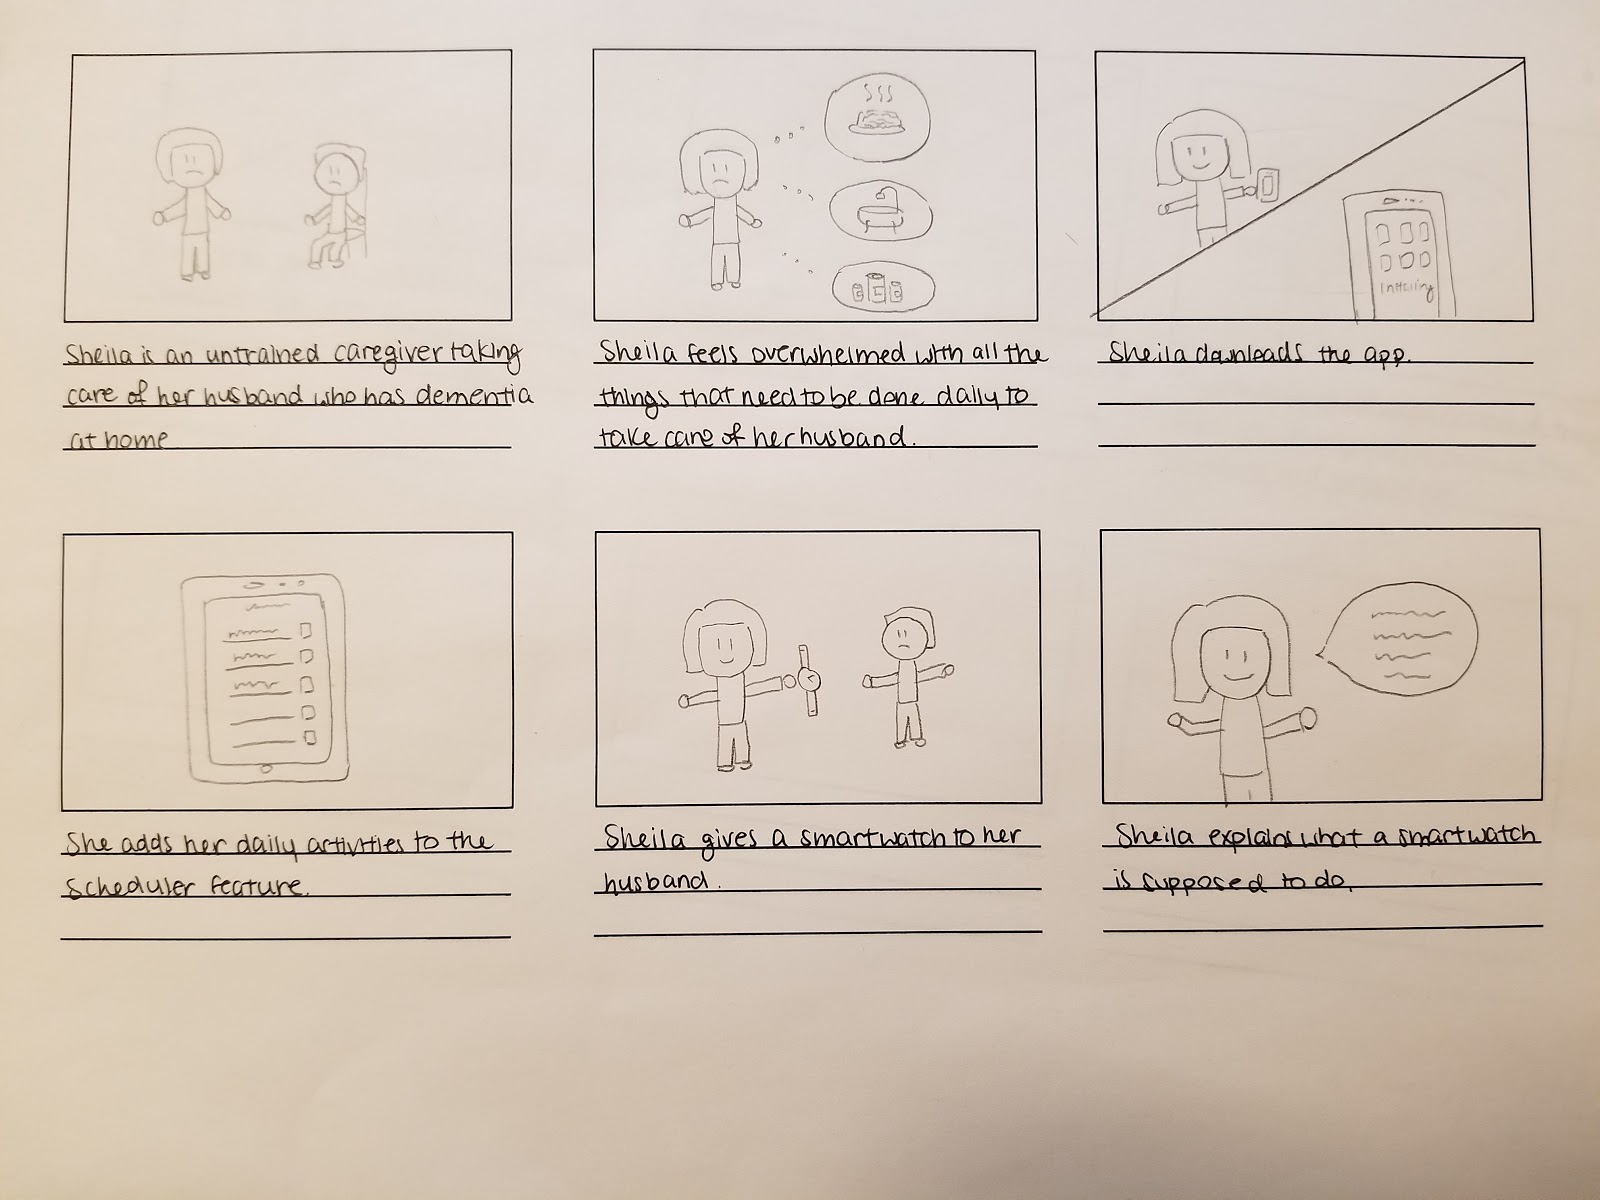 Sheila is an untrained caregiver taking
care of her husband who has dementia
at home
Sheila feels overwhelmed with all the
things that need to be done daily to
take care of her husband.
Installing
Sheila downloads the app.
She adds her daily activities to the
scheduler feature.
Sheila gives a smartwatch to her
husband.
Sheila explains what a smartwatch
is supposed to do.